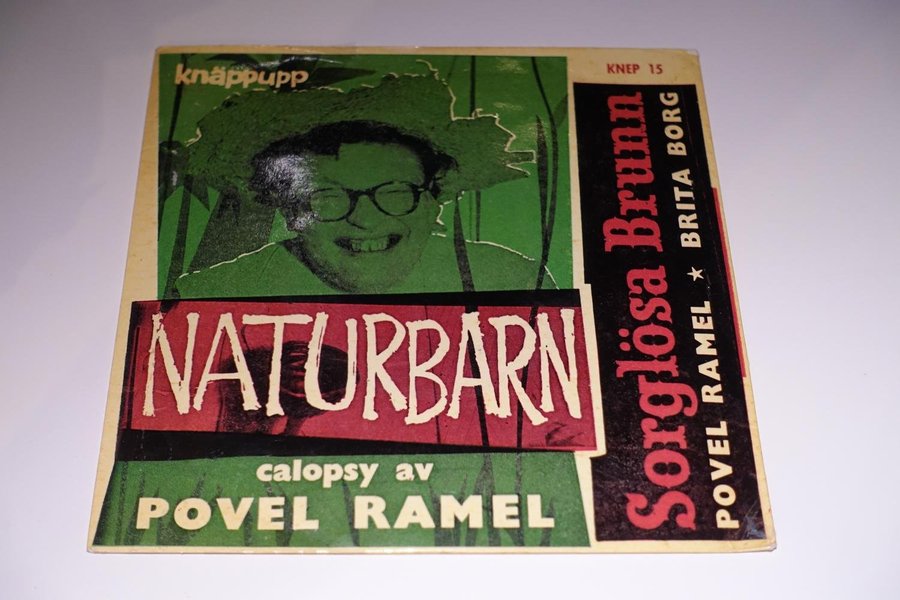 knäppupp
KNEP 15
NATURBARN
calopsy av
POVEL RAMEL
Sorglösa Brunn
POVEL RAMEL ★ BRITA BORG